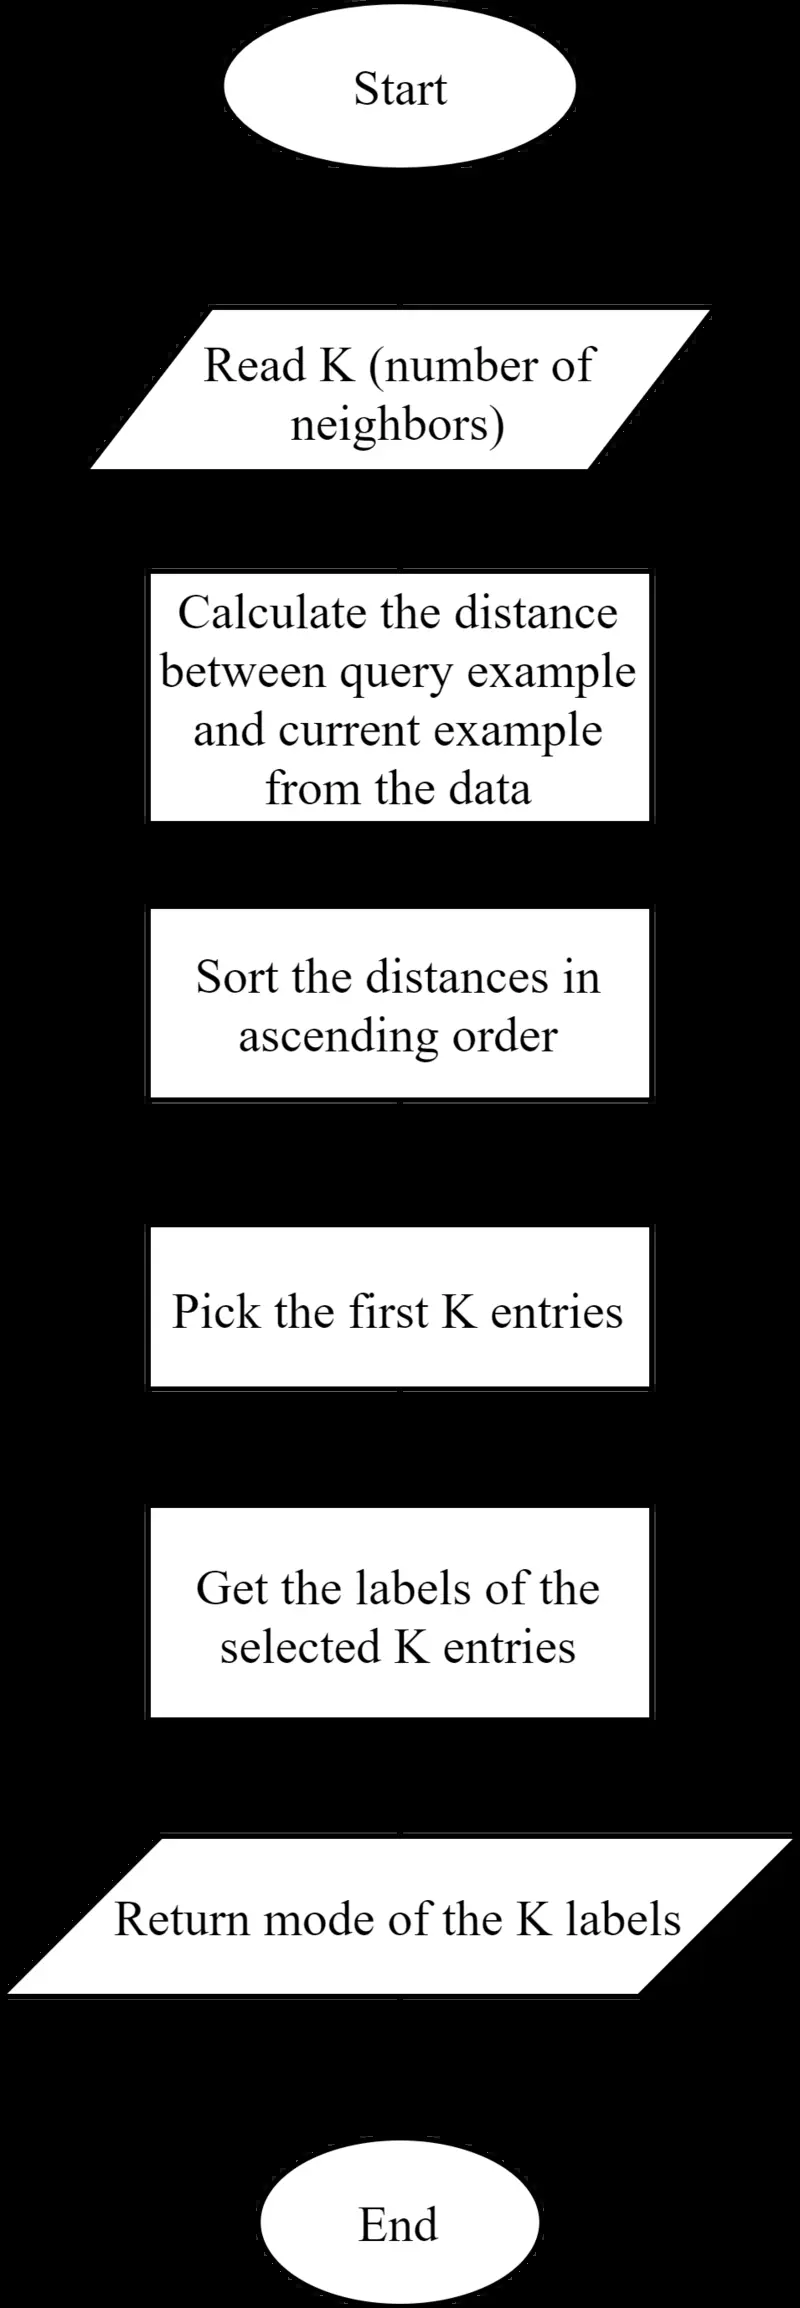 Start
Read K (number of
neighbors)
Calculate the distance
between query example
and current example
from the data
Sort the distances in
ascending order
Pick the first K entries
Get the labels of the
selected K entries
Return mode of the K labels
End